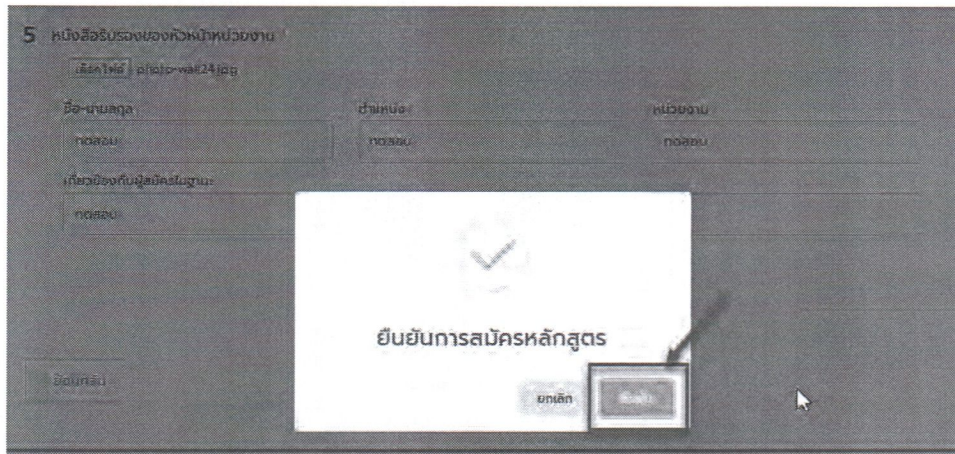 5 หนังสือรับรองของหัวหน้าหน่วยงาน
เลือกไฟล์ photo-wall24.jpg
ชื่อ-นามสกุล ตำแหน่ง หน่วยงาน
ทดสอบ ทดสอบ ทดสอบ
เกี่ยวข้องกับผู้สมัครในฐานะ
ทดสอบ
ยืนยันการสมัครหลักสูตร
ย้อนกลับ
ยกเลิก